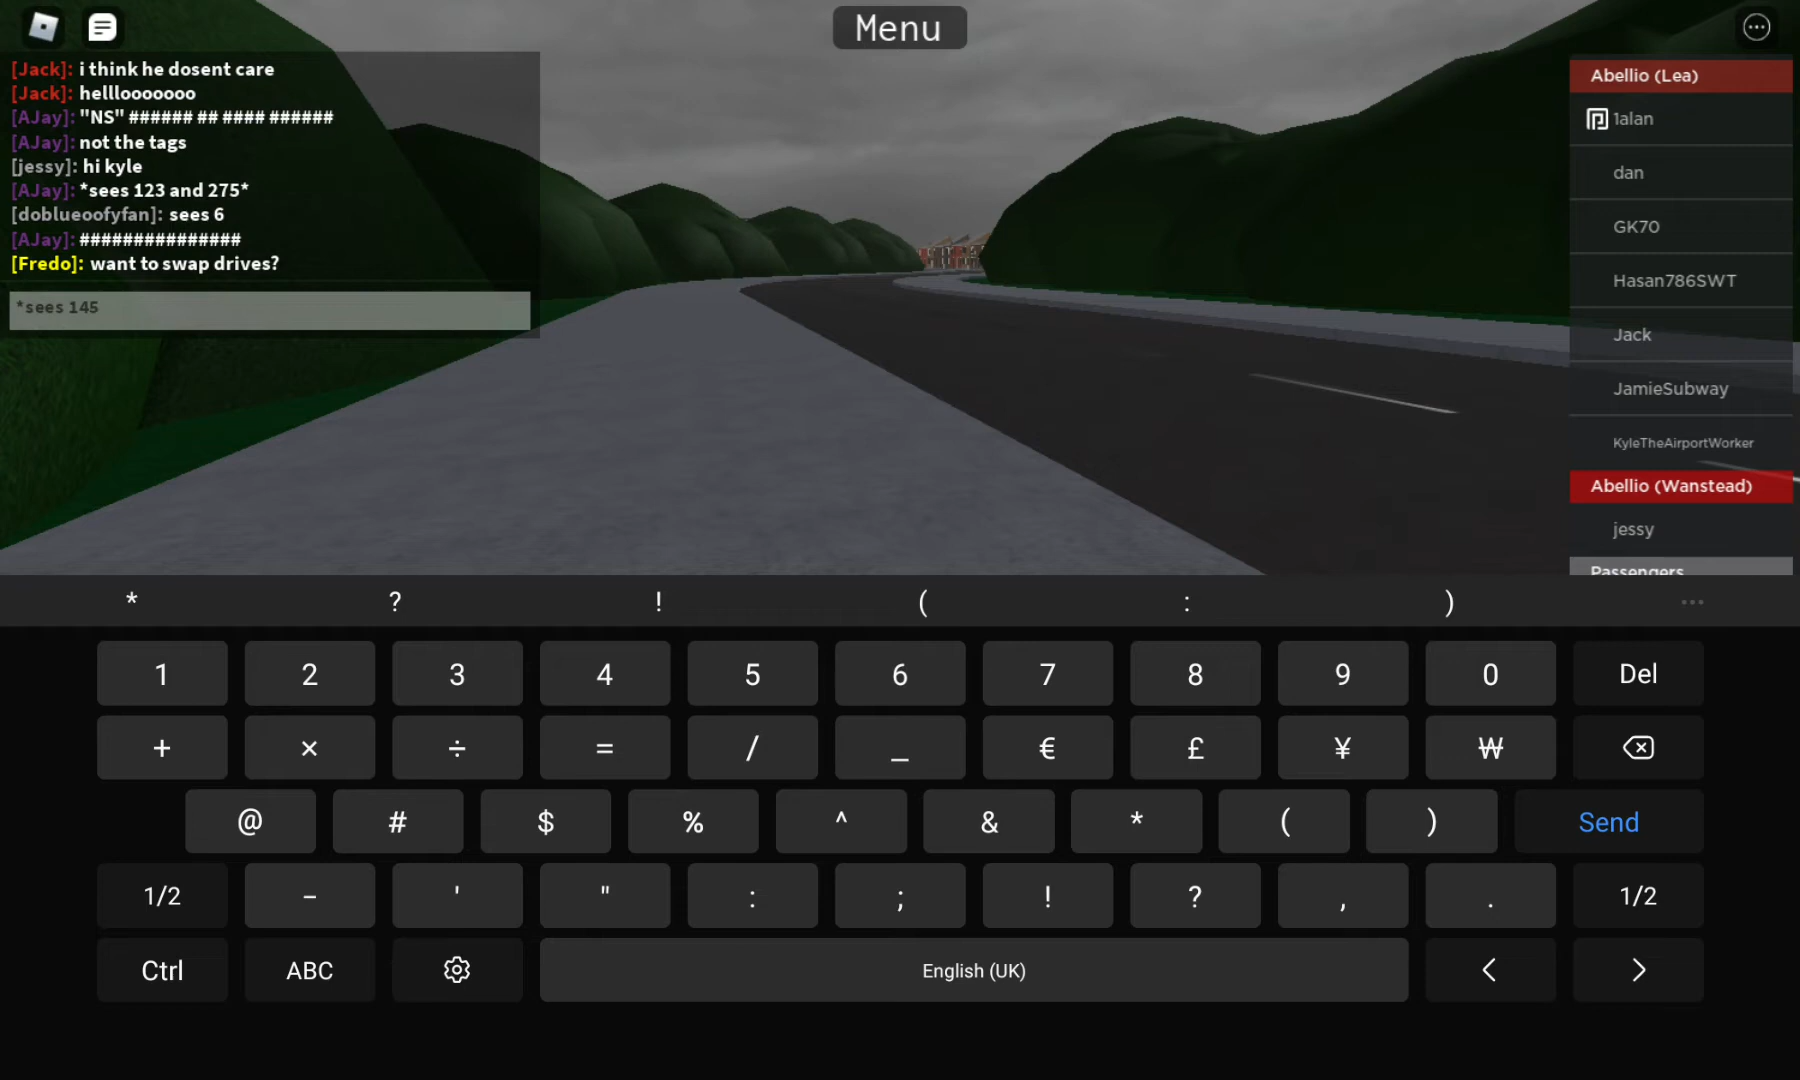 Menu
[Jack]: i think he dosent care
[Jack]: hellloooooooo
[AJay]: "NS" ###### ## #### ######
[AJay]: not the tags
[jessy]: hi kyle
[AJay]: *sees 123 and 275*
[doblueoofyfan]: sees 6
[AJay]: ###############
[Fredo]: want to swap drives?
*sees 145
Abellio (Lea)
1alan
dan
GK70
Hasan786SWT
Jack
JamieSubway
KyleTheAirportWorker
Abellio (Wanstead)
jessy
Passengers
* ? ! ( : ) ...
1 2 3 4 5 6 7 8 9 0 Del
+ × ÷ = / _ € £ ¥ ₩
@ # $ % ^ & * ( ) Send
1/2 - ' " : ; ! ? , . 1/2
Ctrl ABC English (UK) < >